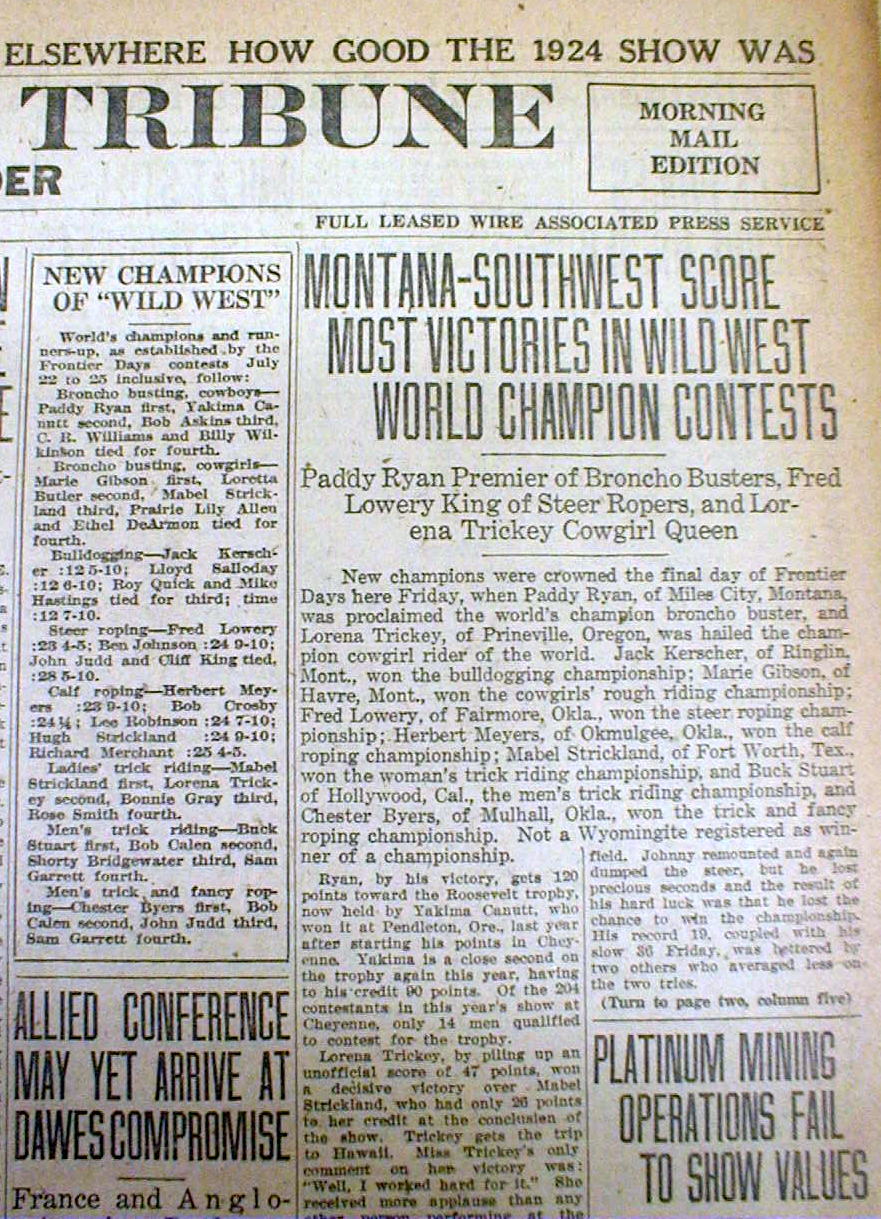 ELSEWHERE HOW GOOD THE 1924 SHOW WAS
TRIBUNE
MORNING
MAIL
EDITION
DER
FULL LEASED WIRE ASSOCIATED PRESS SERVICE
NEW CHAMPIONS
OF "WILD WEST"
World's champions and run-
ners-up, as established by the
Frontier Days contests July
22 to 25 inclusive, follow:
Broncho busting, cowboys—
Paddy Ryan first, Yakima Ca-
nutt second, Bob Askins third,
C. R. Williams and Billy Wil-
kinson tied for fourth.
Broncho busting, cowgirls—
Marie Gibson first, Loretta
Butler second, Mabel Strick-
land third, Prairie Lily Allen
and Ethel DeArmon tied for
fourth.
Bulldogging—Jack Kersch-
er :12 5-10; Lloyd Salloday
:12 6-10; Roy Quick and Mike
Hastings tied for third; time
:12 7-10.
Steer roping—Fred Lowery
:23 4-5; Ben Johnson :24 9-10;
John Judd and Cliff King tied,
:28 5-10.
Calf roping—Herbert Mey-
ers :23 9-10; Bob Crosby
:24¼; Lee Robinson :24 7-10;
Hugh Strickland :24 9-10;
Richard Merchant :25 4-5.
Ladies' trick riding—Mabel
Strickland first, Lorena Trick-
ey second, Bonnie Gray third,
Rose Smith fourth.
Men's trick riding—Buck
Stuart first, Bob Calen second,
Shorty Bridgewater third, Sam
Garrett fourth.
Men's trick and fancy rop-
ing—Chester Byers first, Bob
Calen second, John Judd third,
Sam Garrett fourth.
ALLIED CONFERENCE
MAY YET ARRIVE AT
DAWES COMPROMISE
France and Anglo-
MONTANA-SOUTHWEST SCORE
MOST VICTORIES IN WILD WEST
WORLD CHAMPION CONTESTS
Paddy Ryan Premier of Broncho Busters, Fred
Lowery King of Steer Ropers, and Lor-
ena Trickey Cowgirl Queen
New champions were crowned the final day of Frontier
Days here Friday, when Paddy Ryan, of Miles City, Montana,
was proclaimed the world's champion broncho buster, and
Lorena Trickey, of Prineville, Oregon, was hailed the cham-
pion cowgirl rider of the world. Jack Kerscher, of Ringlin,
Mont., won the bulldogging championship; Marie Gibson, of
Havre, Mont., won the cowgirls' rough riding championship;
Fred Lowery, of Fairmore, Okla., won the steer roping cham-
pionship; Herbert Meyers, of Okmulgee, Okla., won the calf
roping championship; Mabel Strickland, of Fort Worth, Tex.,
won the woman's trick riding championship, and Buck Stuart
of Hollywood, Cal., the men's trick riding championship, and
Chester Byers, of Mulhall, Okla., won the trick and fancy
roping championship. Not a Wyomingite registered as win-
ner of a championship.
Ryan, by his victory, gets 120
points toward the Roosevelt trophy,
now held by Yakima Canutt, who
won it at Pendleton, Ore., last year
after starting his points in Chey-
enne. Yakima is a close second on
the trophy again this year, having
to his credit 90 points. Of the 204
contestants in this year's show at
Cheyenne, only 14 men qualified
to contest for the trophy.
Lorena Trickey, by piling up an
unofficial score of 47 points, won
a decisive victory over Mabel
Strickland, who had only 26 points
to her credit at the conclusion of
the show. Trickey gets the trip
to Hawaii. Miss Trickey's only
comment on her victory was:
"Well, I worked hard for it." She
received more applause than any
other person performing at the
field. Johnny remounted and again
dumped the steer, but he lost
precious seconds and the result of
his hard luck was that he lost the
chance to win the championship.
His record 19, coupled with his
slow 36 Friday, was bettered by
two others who averaged less on
the two tries.
(Turn to page two, column five)
PLATINUM MINING
OPERATIONS FAIL
TO SHOW VALUES